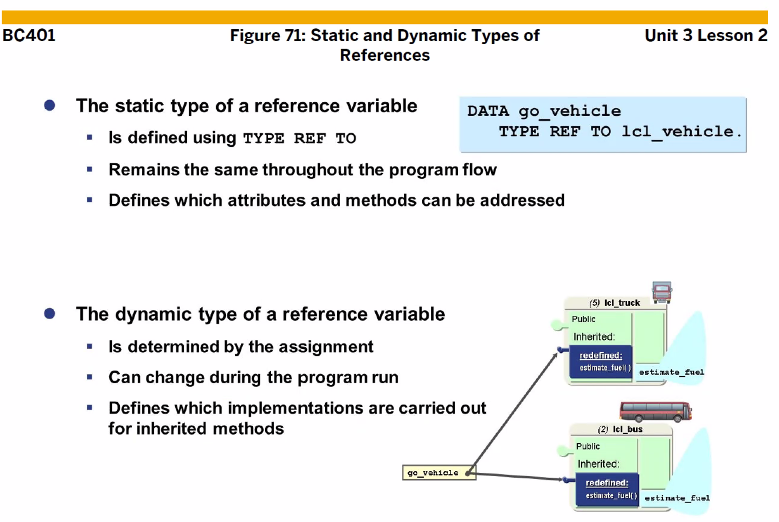 BC401
Figure 71: Static and Dynamic Types of
References
Unit 3 Lesson 2
The static type of a reference variable
Is defined using TYPE REF TO
Remains the same throughout the program flow
Defines which attributes and methods can be addressed
DATA go_vehicle
TYPE REF TO lcl_vehicle.
The dynamic type of a reference variable
Is determined by the assignment
Can change during the program run
Defines which implementations are carried out
for inherited methods
(5) lcl_truck
Public
Inherited:
redefined:
estimate_fuel( )
estimate_fuel
(2) lcl_bus
Public
Inherited:
redefined:
estimate_fuel( )
estimate_fuel
go_vehicle